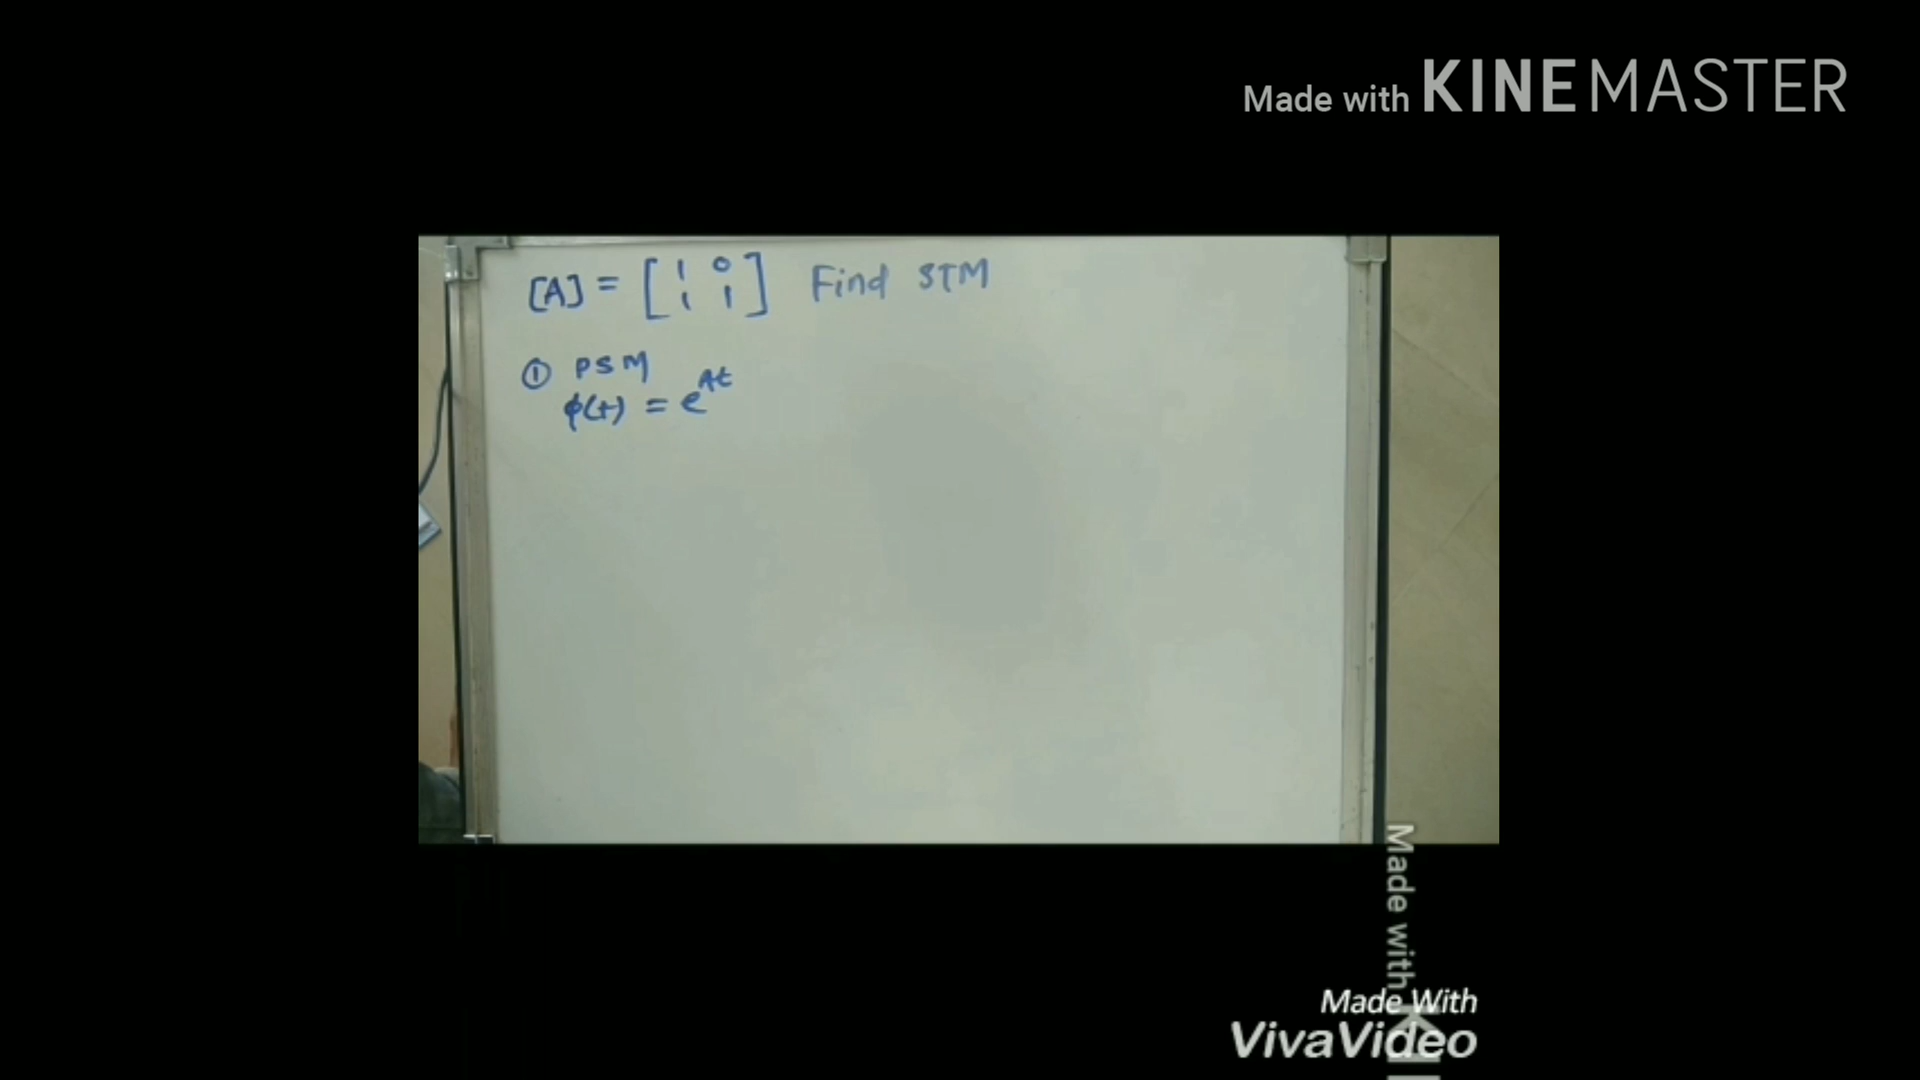 Made with KINEMASTER
[A] = [ 1 0 Find STM
1 1 ]
① PSM
φ(t) = e^At
Made with
Made With
VivaVideo